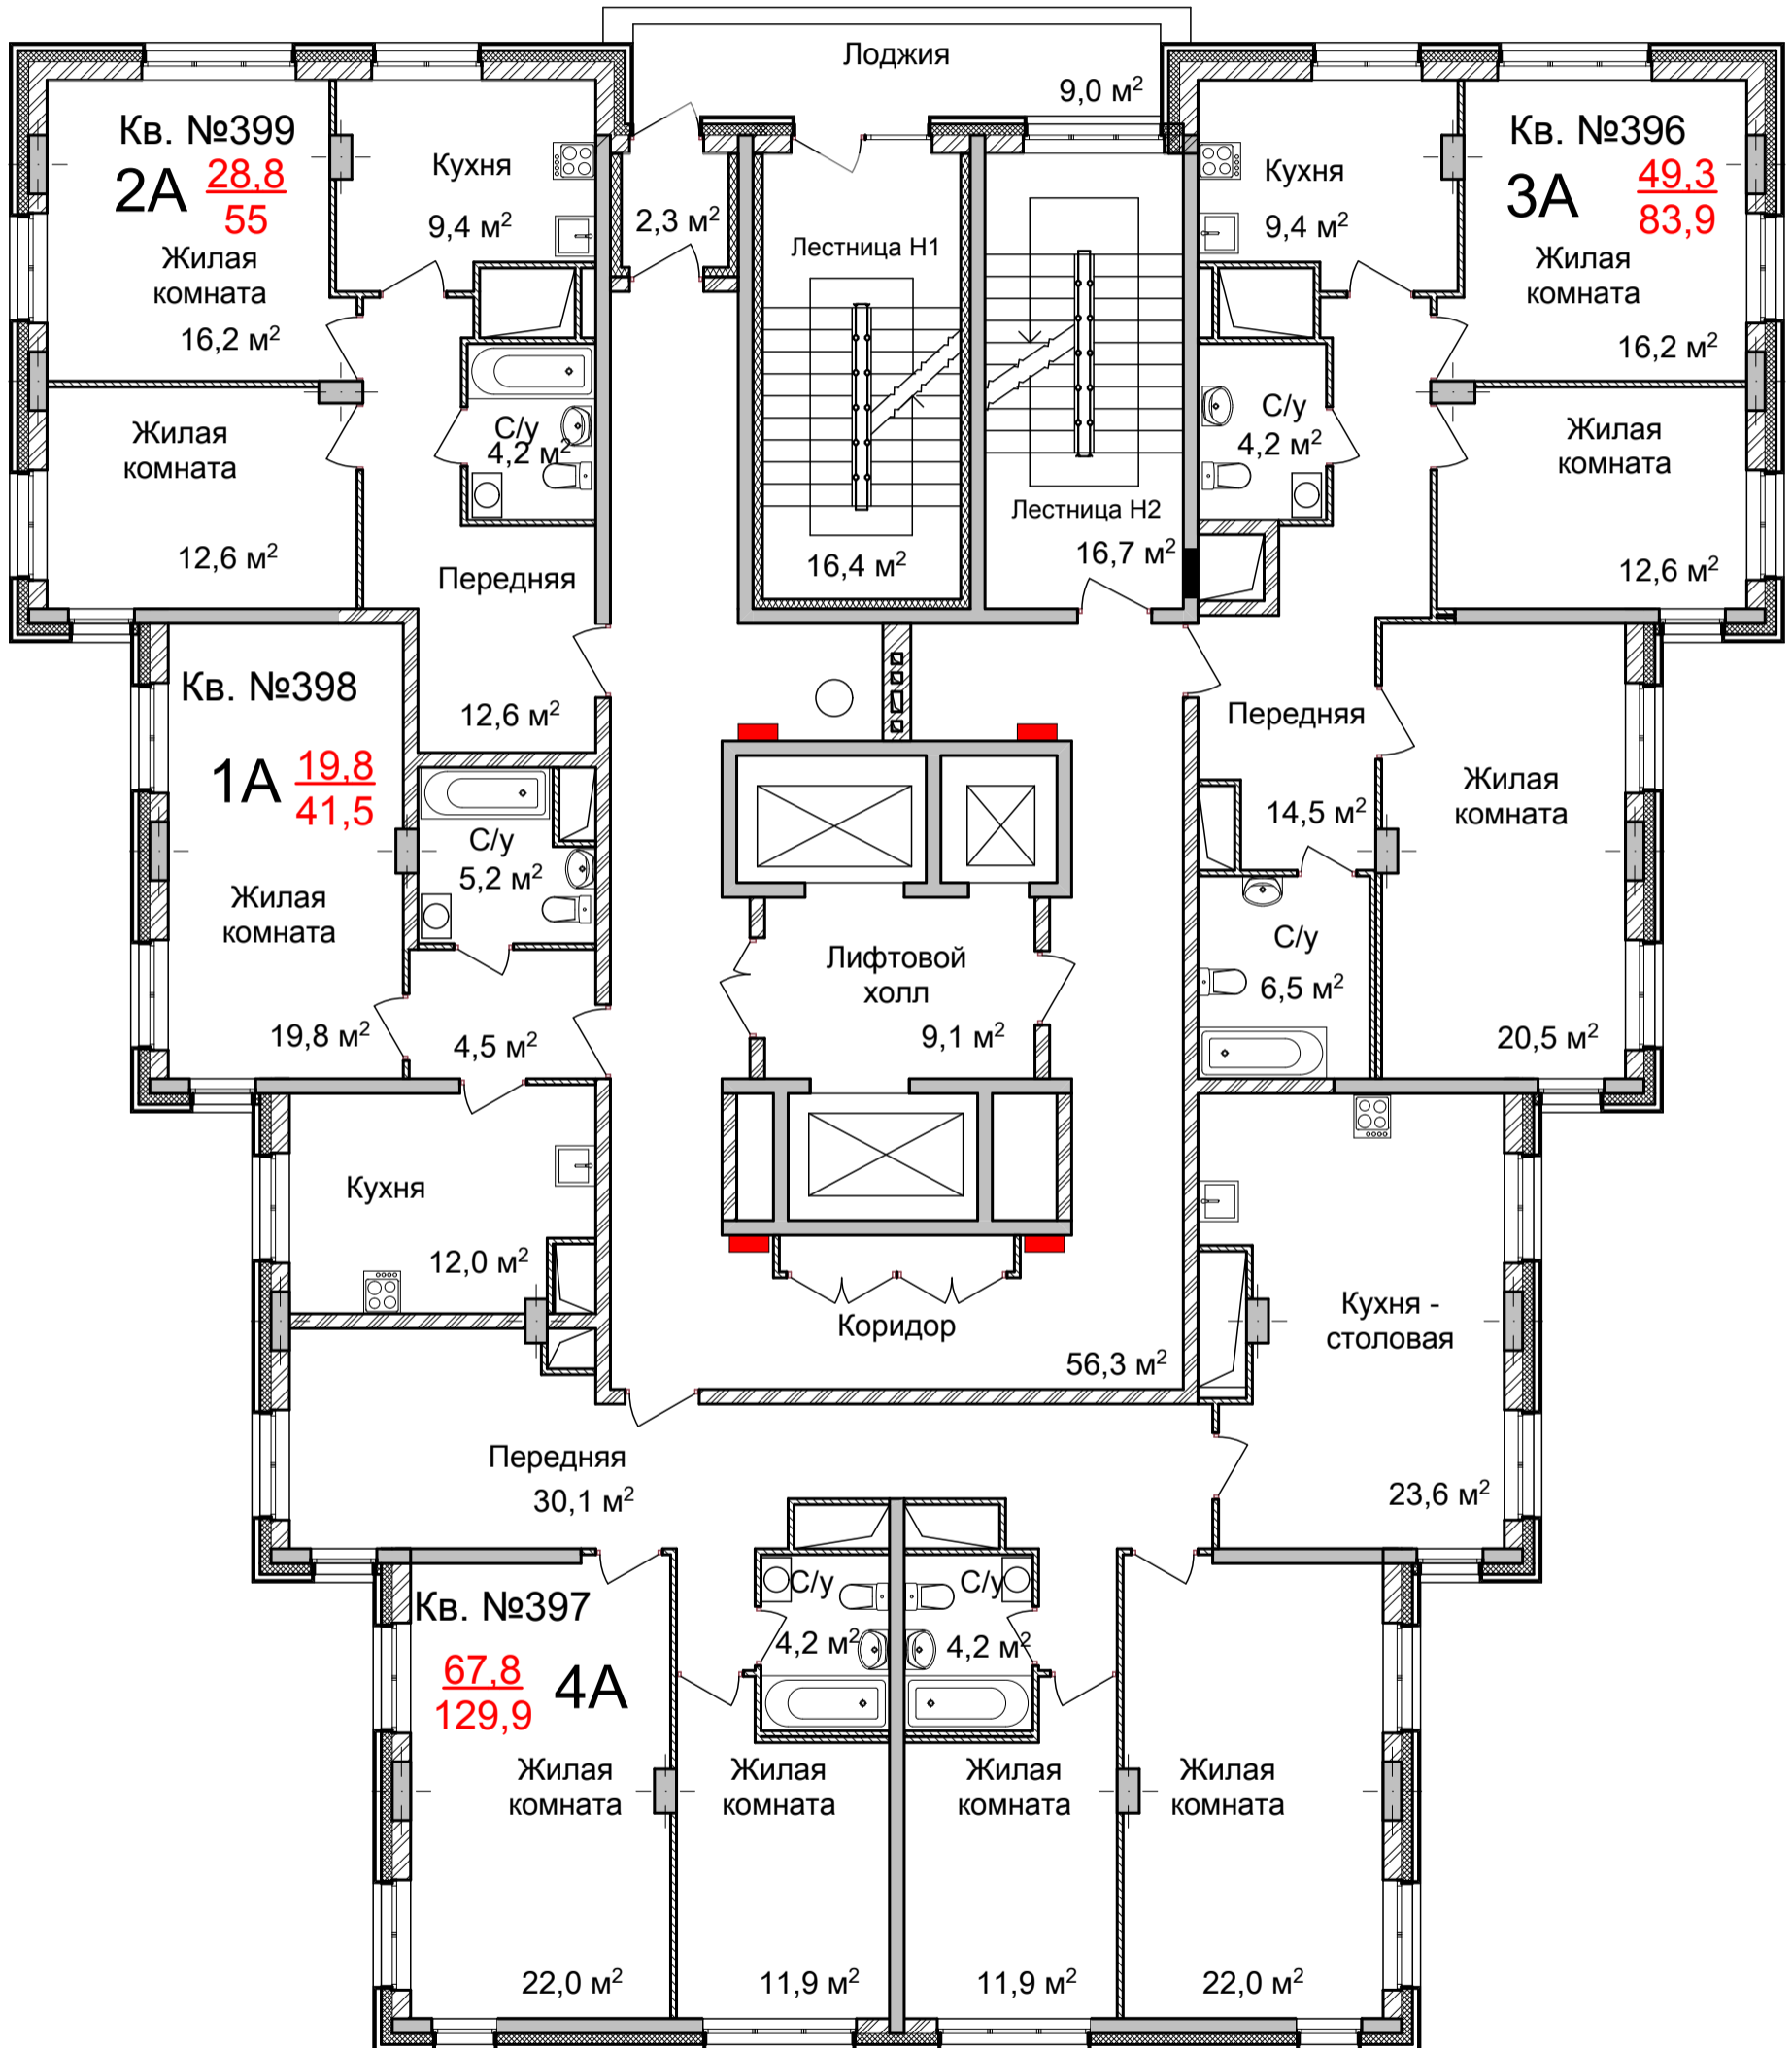 Лоджия
9,0 м²
Кв. №399
2А
28,8
55
Жилая
комната
16,2 м²
Кухня
9,4 м²
2,3 м²
Лестница Н1
16,4 м²
Лестница Н2
16,7 м²
Кухня
9,4 м²
Кв. №396
3А
49,3
83,9
Жилая
комната
16,2 м²
Жилая
комната
12,6 м²
С/у
4,2 м²
Передняя
12,6 м²
С/у
4,2 м²
Жилая
комната
12,6 м²
Кв. №398
1А
19,8
41,5
Жилая
комната
19,8 м²
С/у
5,2 м²
4,5 м²
Лифтовой
холл
9,1 м²
Передняя
14,5 м²
С/у
6,5 м²
Жилая
комната
20,5 м²
Кухня
12,0 м²
Коридор
56,3 м²
Кухня -
столовая
23,6 м²
Передняя
30,1 м²
Кв. №397
67,8
129,9
4А
Жилая
комната
22,0 м²
С/у
4,2 м²
Жилая
комната
11,9 м²
С/у
4,2 м²
Жилая
комната
11,9 м²
Жилая
комната
22,0 м²